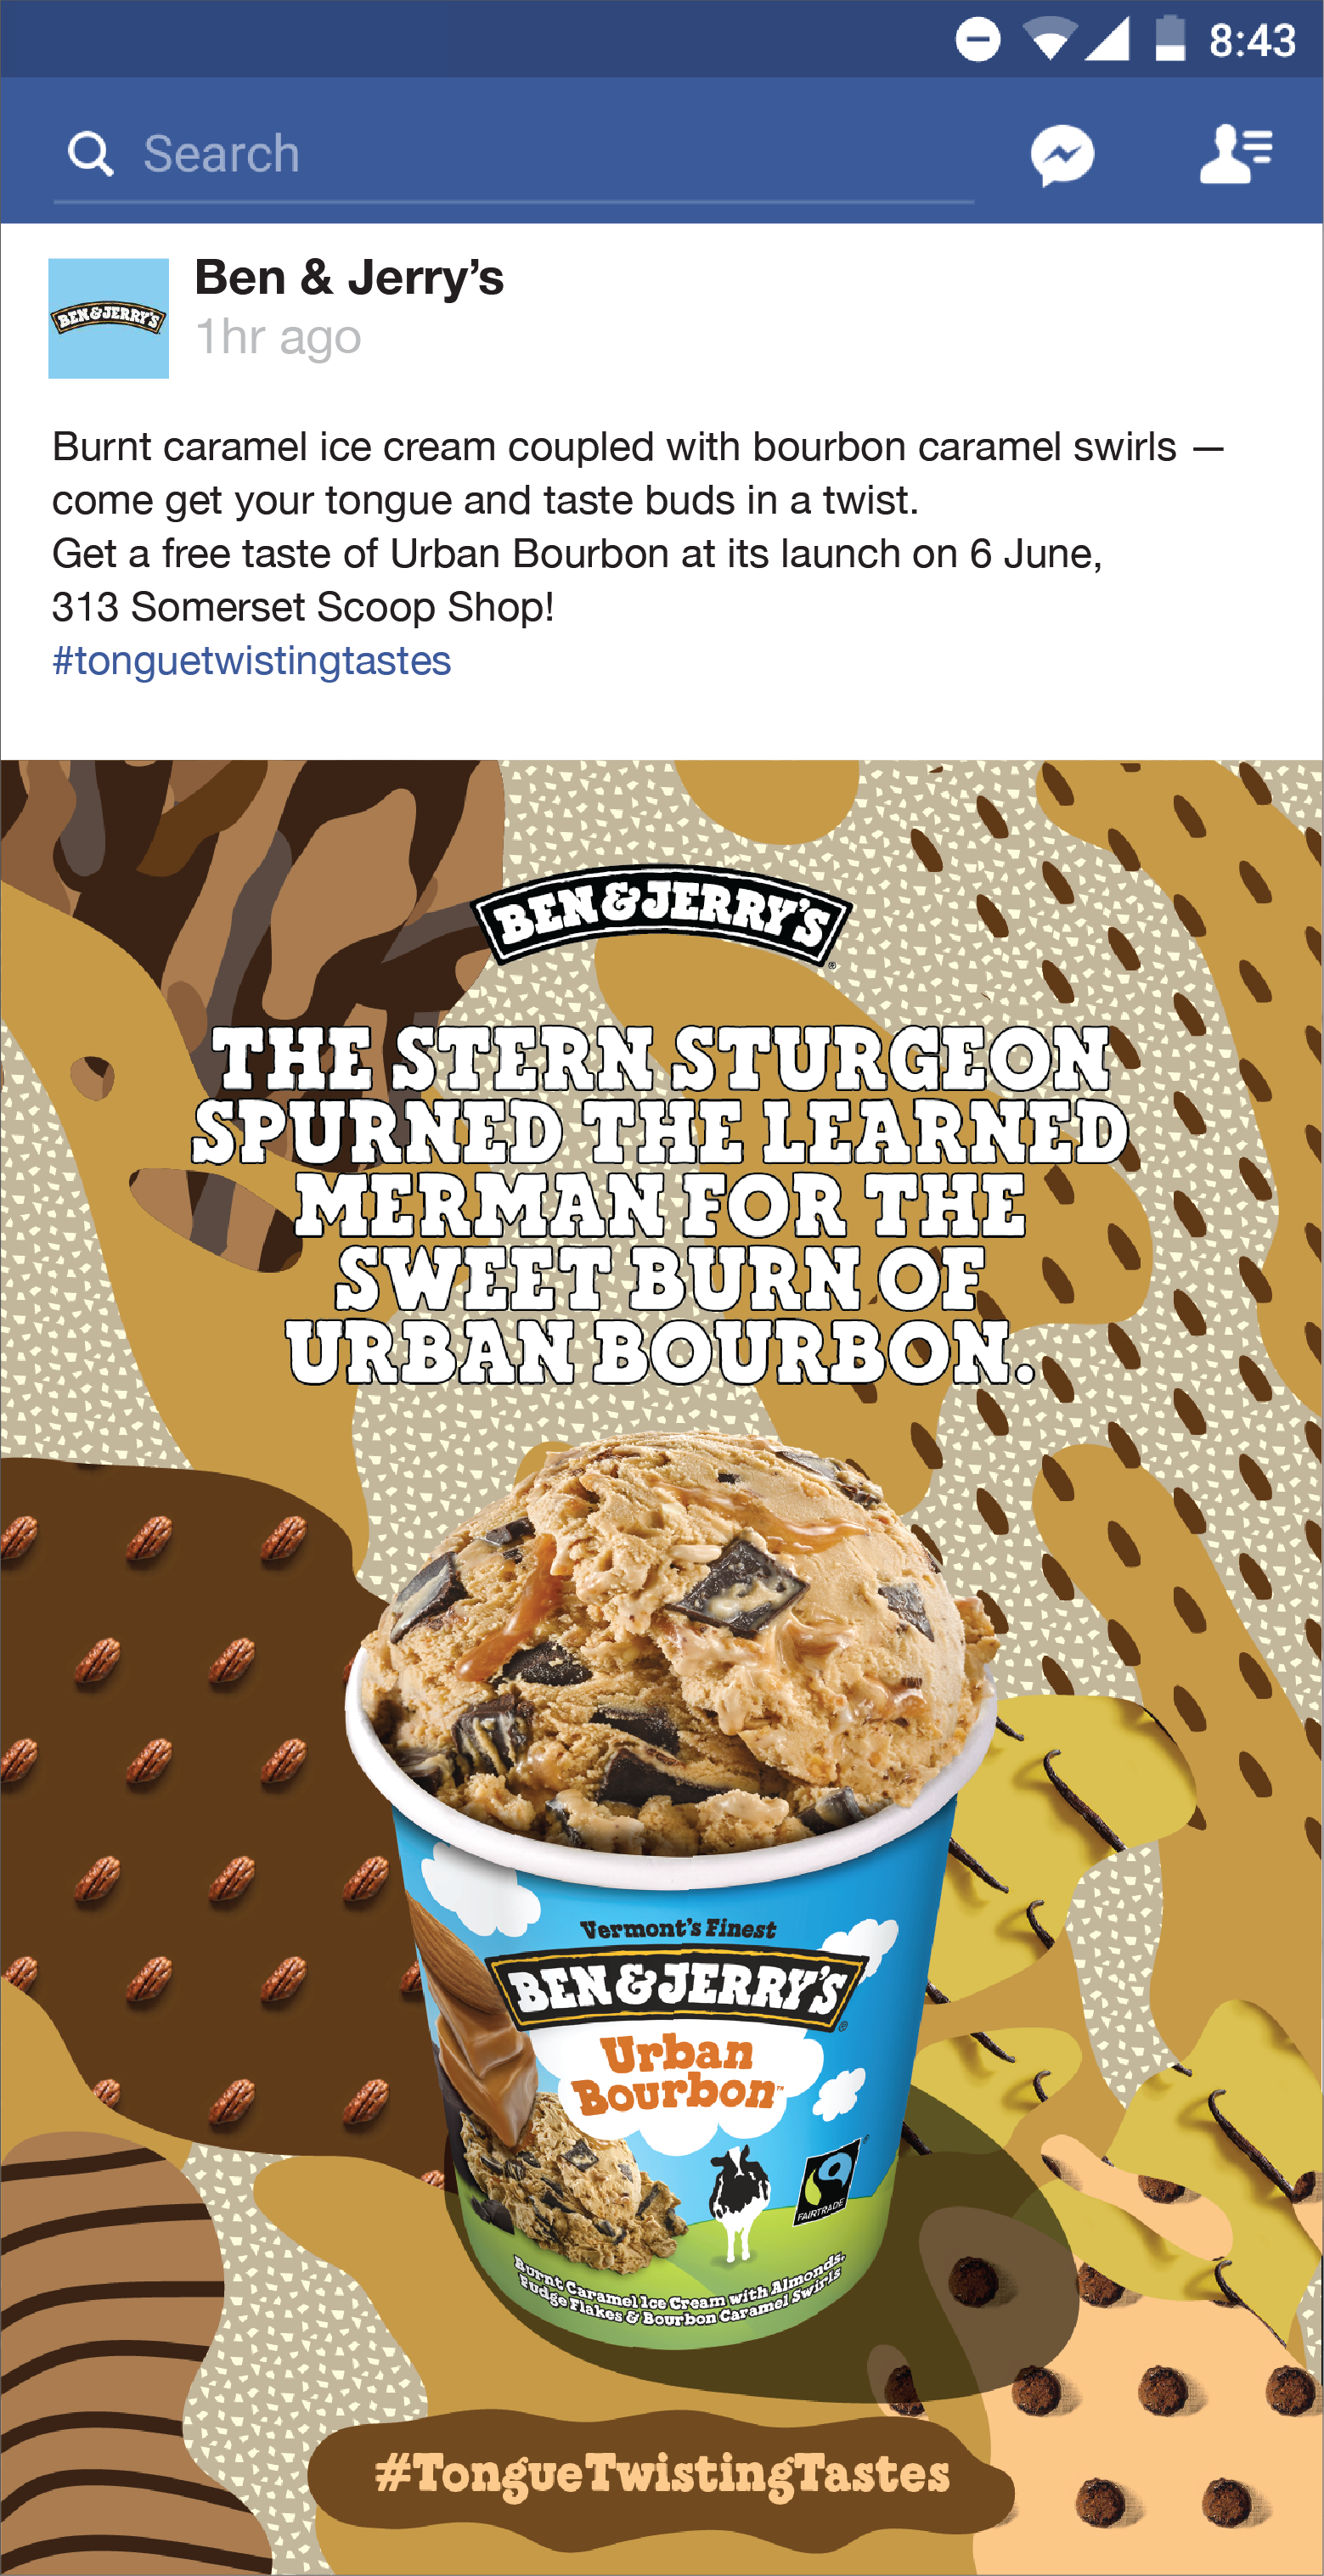 8:43
Search
BEN & JERRY'S
Ben & Jerry’s
1hr ago
Burnt caramel ice cream coupled with bourbon caramel swirls —
come get your tongue and taste buds in a twist.
Get a free taste of Urban Bourbon at its launch on 6 June,
313 Somerset Scoop Shop!
#tonguetwistingtastes
BEN & JERRY'S®
THE STERN STURGEON
SPURNED THE LEARNED
MERMAN FOR THE
SWEET BURN OF
URBAN BOURBON.
Vermont's Finest
BEN & JERRY'S®
Urban
Bourbon™
FAIRTRADE
Burnt Caramel Ice Cream with Almonds,
Fudge Flakes & Bourbon Caramel Swirls
#TongueTwistingTastes